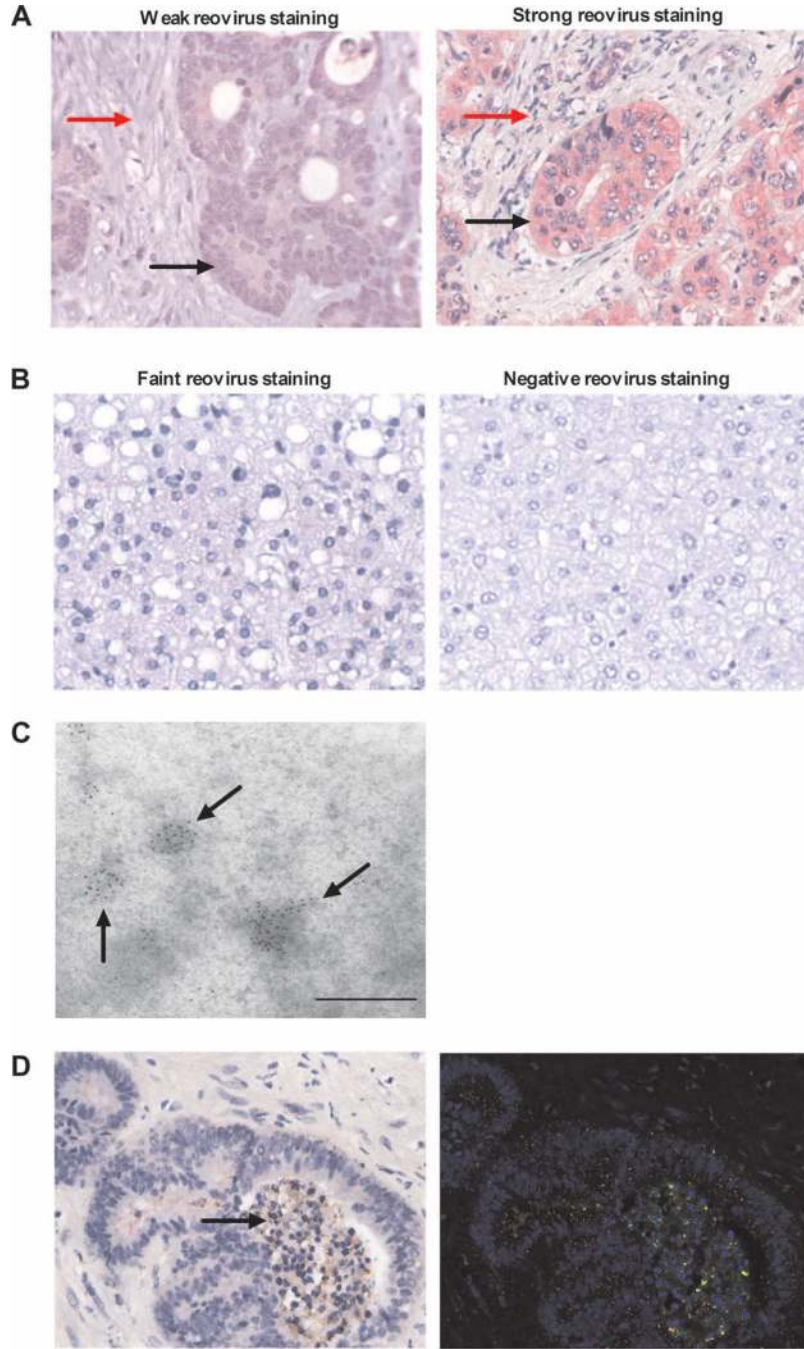 A
Weak reovirus staining
Strong reovirus staining
B
Faint reovirus staining
Negative reovirus staining
C
D